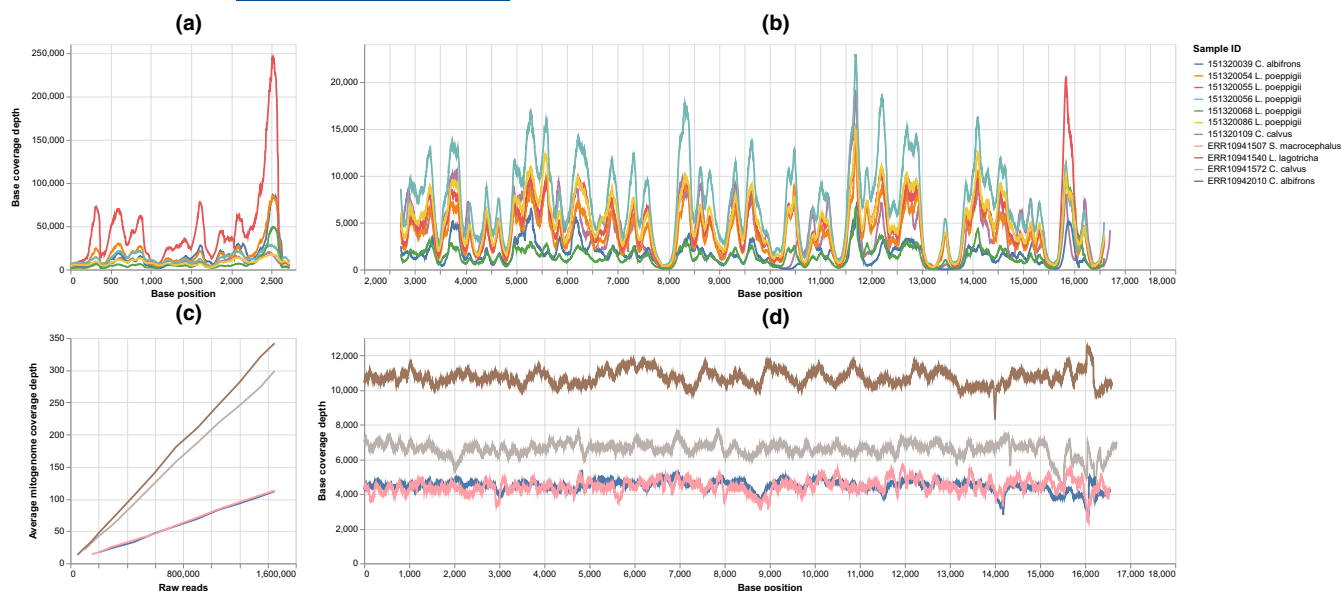 (a)
Base coverage depth
250,000
200,000
150,000
100,000
50,000
0
0 500 1,000 1,500 2,000 2,500
Base position
(b)
20,000
15,000
10,000
5,000
0
2,000 3,000 4,000 5,000 6,000 7,000 8,000 9,000 10,000 11,000 12,000 13,000 14,000 15,000 16,000 17,000 18,000
Base position
Sample ID
151320039 C. albifrons
151320054 L. poeppigii
151320055 L. poeppigii
151320056 L. poeppigii
151320068 L. poeppigii
151320086 L. poeppigii
151320109 C. calvus
ERR10941507 S. macrocephalus
ERR10941540 L. lagotricha
ERR10941572 C. calvus
ERR10942010 C. albifrons
(c)
Average mitogenome coverage depth
350
300
250
200
150
100
50
0
0 800,000 1600,000
Raw reads
(d)
Base coverage depth
12,000
10,000
8,000
6,000
4,000
2,000
0
0 1,000 2,000 3,000 4,000 5,000 6,000 7,000 8,000 9,000 10,000 11,000 12,000 13,000 14,000 15,000 16,000 17,000 18,000
Base position